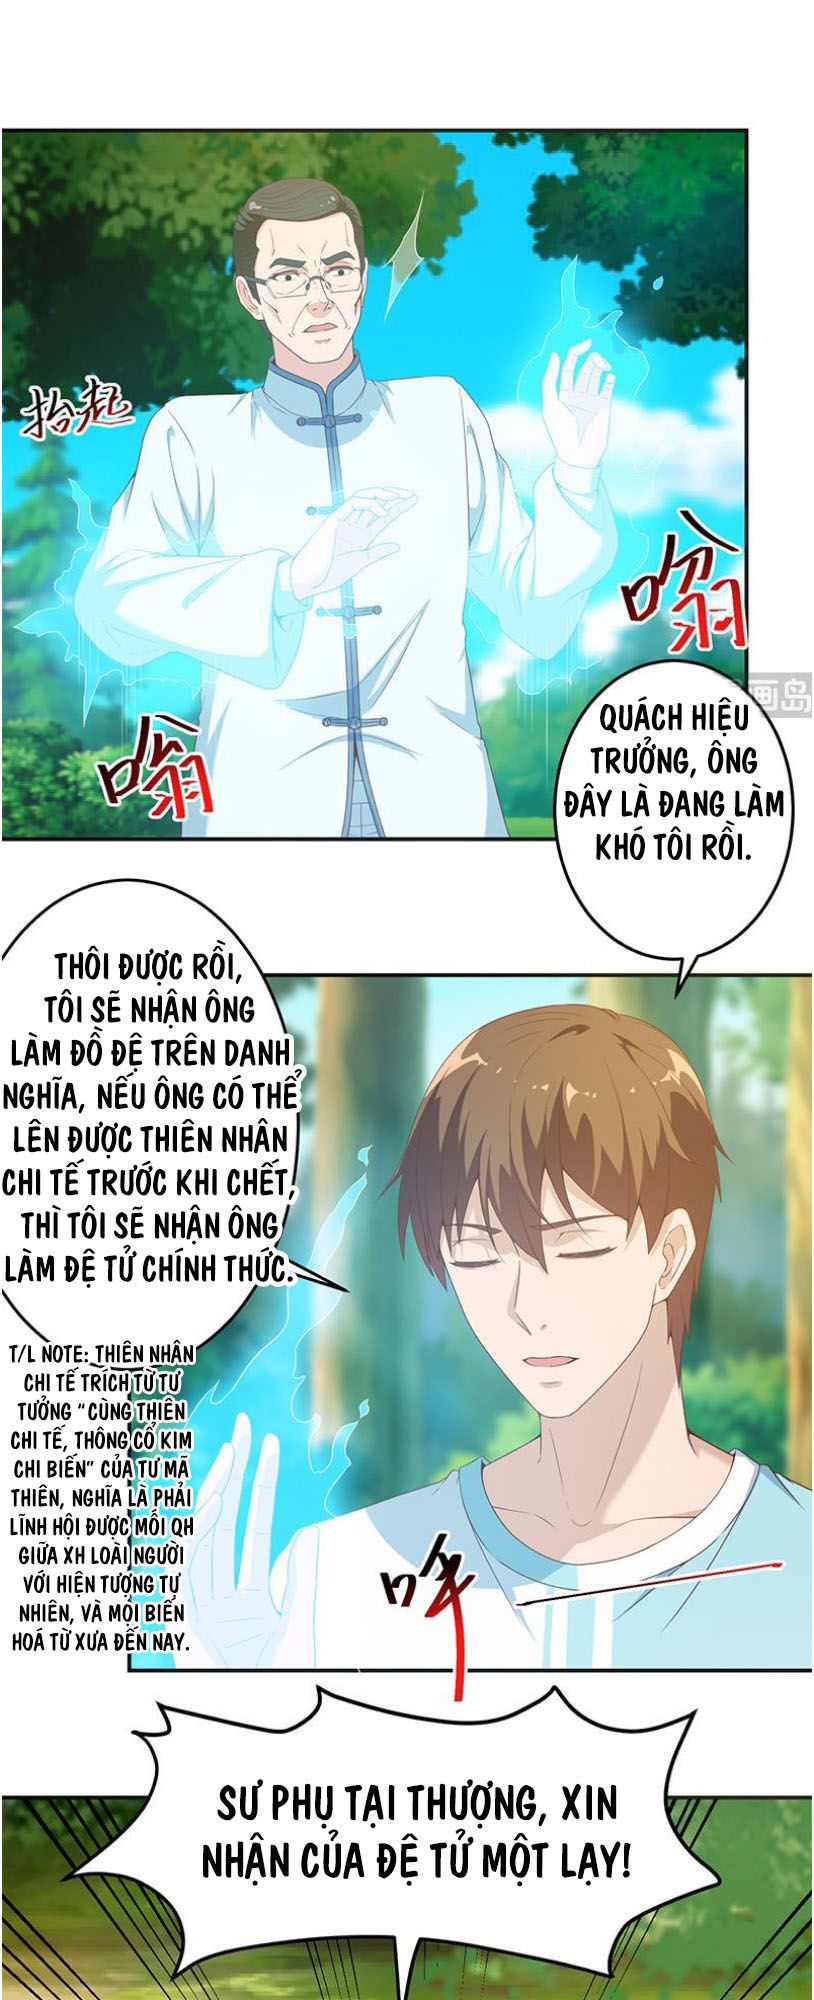 抬起
嗡
嗡
画岛
QUÁCH HIỆU
TRƯỞNG, ÔNG
ĐÂY LÀ ĐANG LÀM
KHÓ TÔI RỒI.
THÔI ĐƯỢC RỒI,
TÔI SẼ NHẬN ÔNG
LÀM ĐỒ ĐỆ TRÊN DANH
NGHĨA, NẾU ÔNG CÓ THỂ
LÊN ĐƯỢC THIÊN NHÂN
CHI TẾ TRƯỚC KHI CHẾT,
THÌ TÔI SẼ NHẬN ÔNG
LÀM ĐỆ TỬ CHÍNH THỨC.
T/L NOTE: THIÊN NHÂN
CHI TẾ TRÍCH TỪ TƯ
TƯỞNG "CÙNG THIÊN
CHI TẾ, THÔNG CỔ KIM
CHI BIẾN" CỦA TƯ MÃ
THIÊN, NGHĨA LÀ PHẢI
LĨNH HỘI ĐƯỢC MỐI QH
GIỮA XH LOÀI NGƯỜI
VỚI HIỆN TƯỢNG TỰ
NHIÊN, VÀ MỌI BIẾN
HOÁ TỪ XƯA ĐẾN NAY.
SƯ PHỤ TẠI THƯỢNG, XIN
NHẬN CỦA ĐỆ TỬ MỘT LẠY!